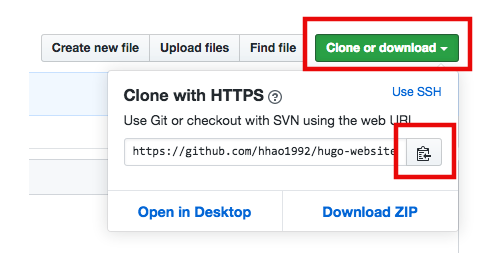 Create new file Upload files Find file Clone or download
Clone with HTTPS ?
Use SSH
Use Git or checkout with SVN using the web URL.
https://github.com/hhao1992/hugo-website
Open in Desktop Download ZIP